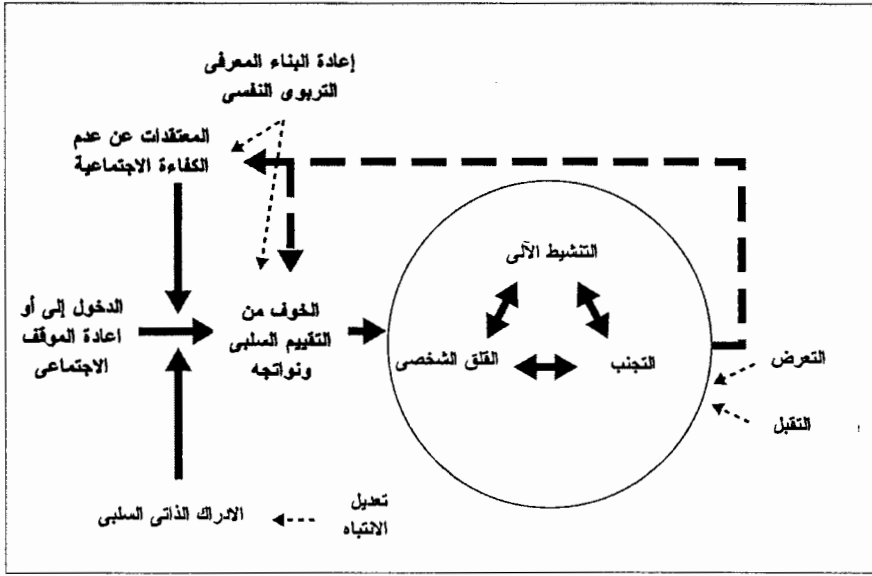 إعادة البناء المعرفى
التربوى النفسى
المعتقدات عن عدم
الكفاءة الاجتماعية
التنشيط الآلى
الدخول إلى أو
اعادة الموقف
الاجتماعى
الخوف من
التقييم السلبى
ونواتجه
القلق الشخصى
التجنب
التعرض
التقبل
تعديل
الانتباه
الادراك الذاتى السلبى